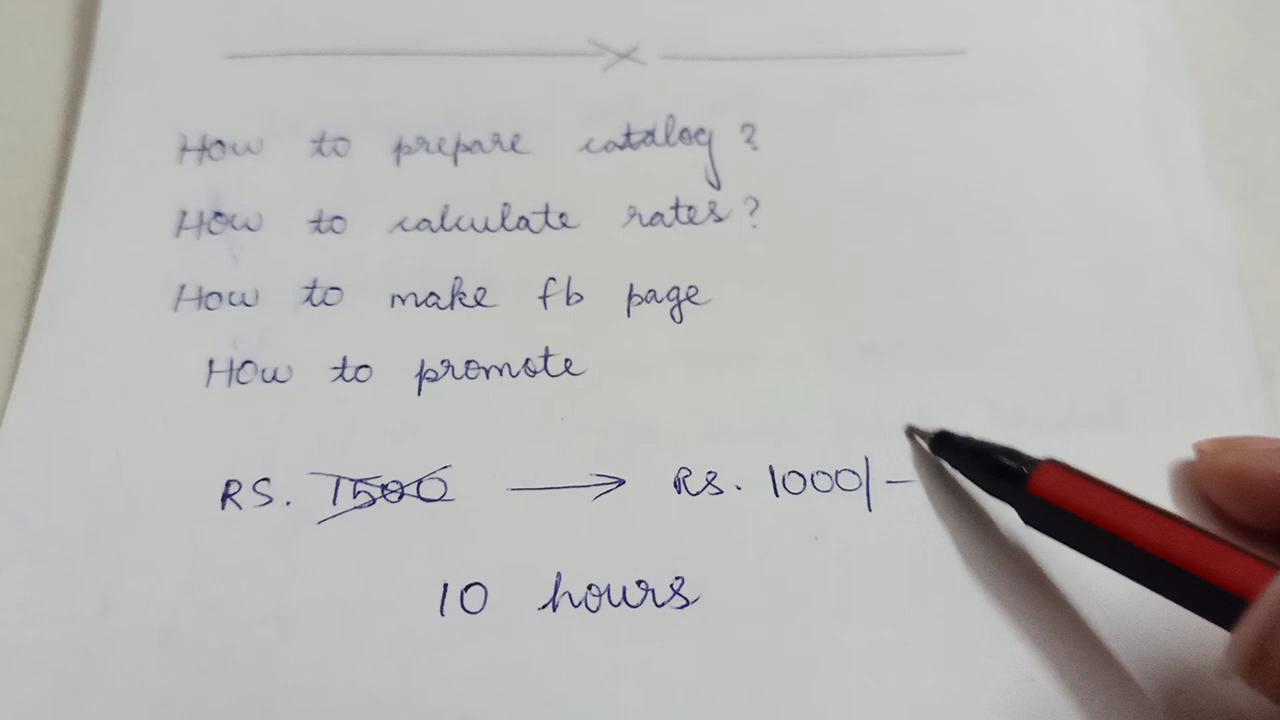 How to prepare catalog?
How to calculate rates?
How to make fb page
How to promote
RS. 1500 → RS. 1000/-
10 hours